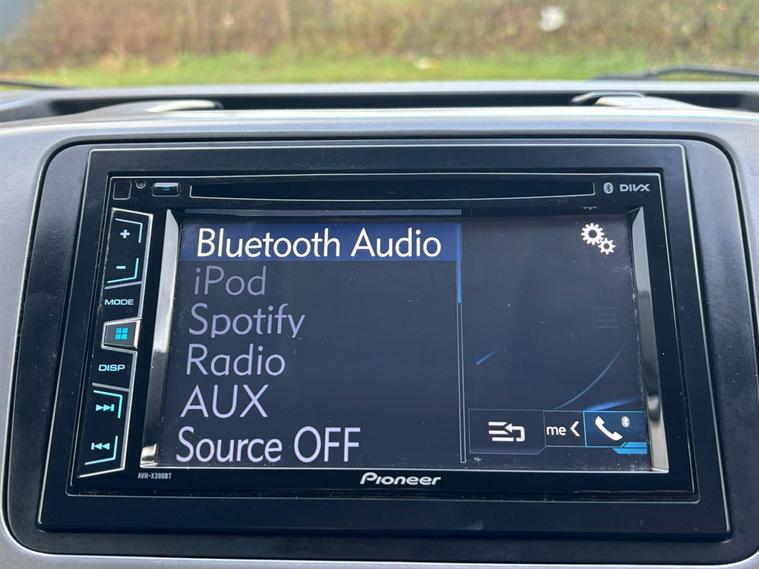 DIVX
+
−
MODE
DISP
Bluetooth Audio
iPod
Spotify
Radio
AUX
Source OFF
me <
AVH-X390BT
Pioneer